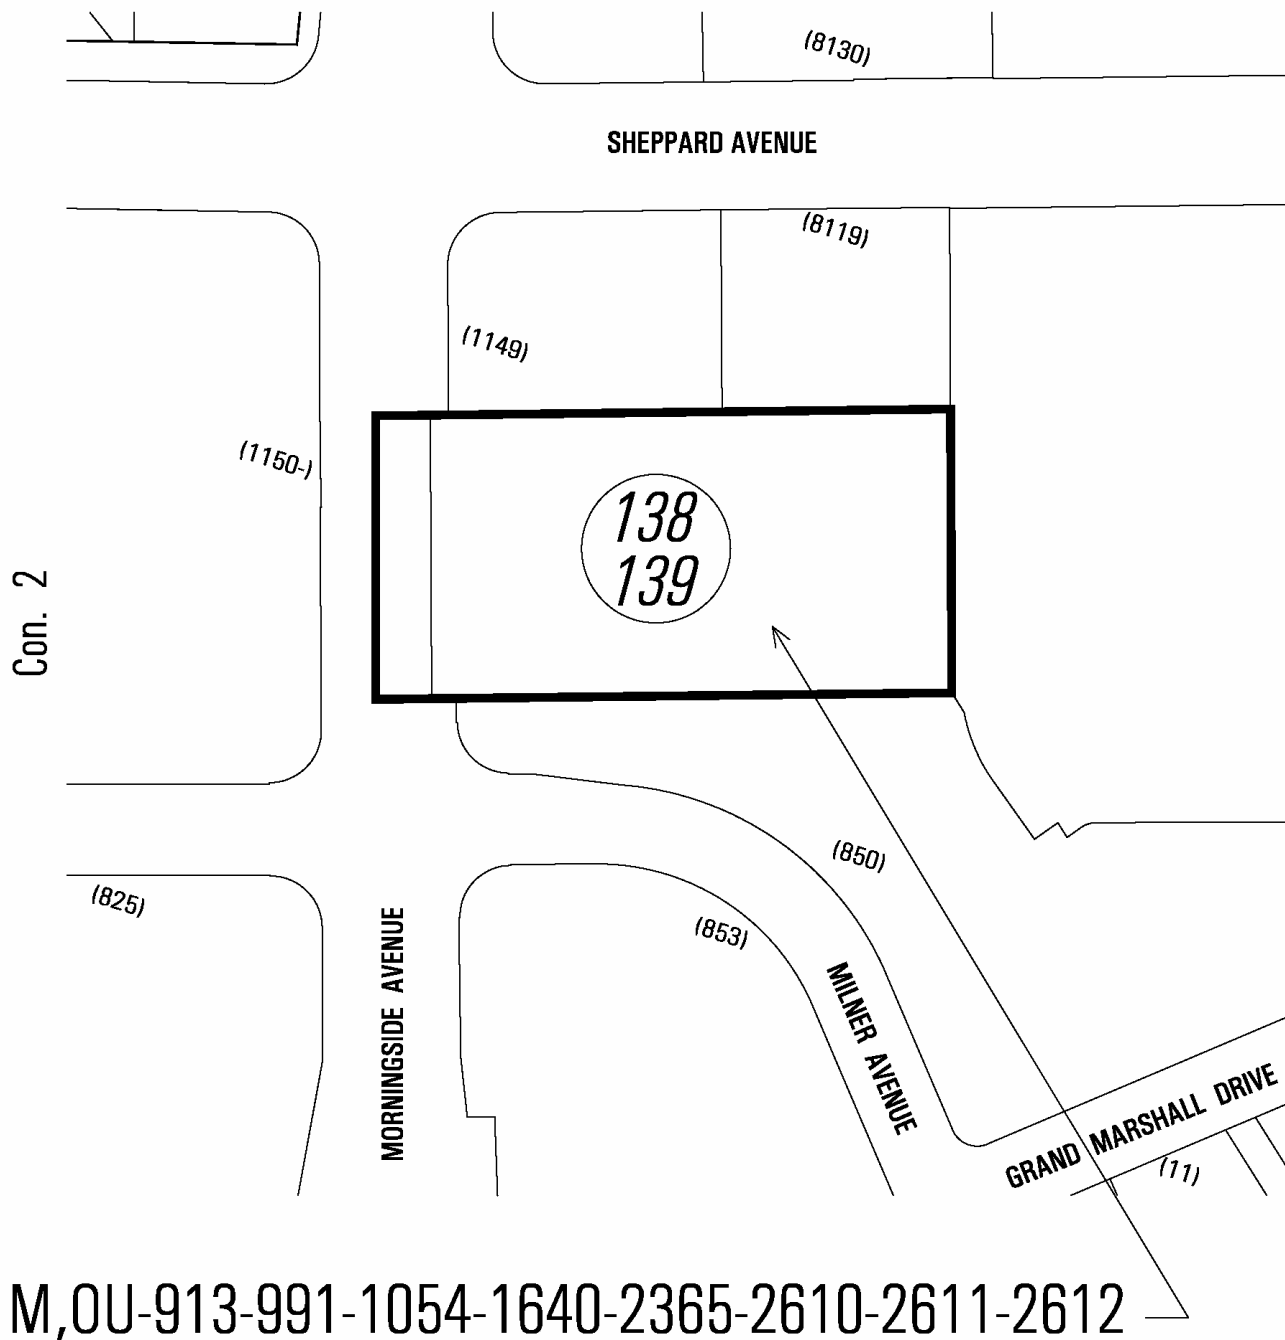 (8130)
SHEPPARD AVENUE
(8119)
(1149)
(1150-)
138
139
Con. 2
(850)
(825)
(853)
MORNINGSIDE AVENUE
MILNER AVENUE
GRAND MARSHALL DRIVE
(11)
M,OU-913-991-1054-1640-2365-2610-2611-2612